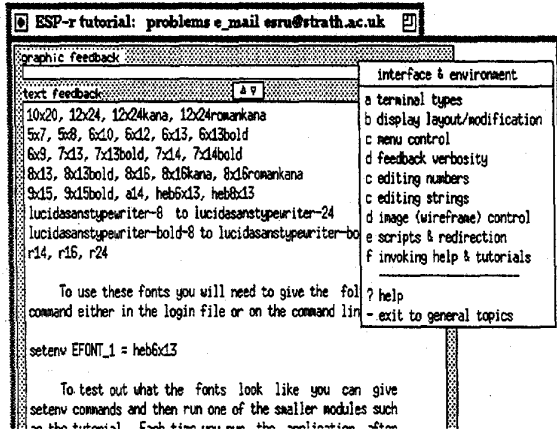 ESP-r tutorial: problems e_mail esru@strath.ac.uk
graphic feedback
text feedback
10x20, 12x24, 12x24kana, 12x24romankana
5x7, 5x8, 6x10, 6x12, 6x13, 6x13bold
6x9, 7x13, 7x13bold, 7x14, 7x14bold
8x13, 8x13bold, 8x16, 8x16kana, 8x16romankana
9x15, 9x15bold, a14, heb6x13, heb8x13
lucidasanstypewriter-8 to lucidasanstypewriter-24
lucidasanstypewriter-bold-8 to lucidasanstypewriter-bo
r14, r16, r24
To use these fonts you will need to give the fol
command either in the login file or on the command lin
setenv EFONT_1 = heb6x13
To test out what the fonts look like you can give
setenv commands and then run one of the smaller modules such
as the tutorial. Each time you run the application after
interface & environment
a terminal types
b display layout/modification
c menu control
d feedback verbosity
c editing numbers
c editing strings
d image (wireframe) control
e scripts & redirection
f invoking help & tutorials
? help
- exit to general topics